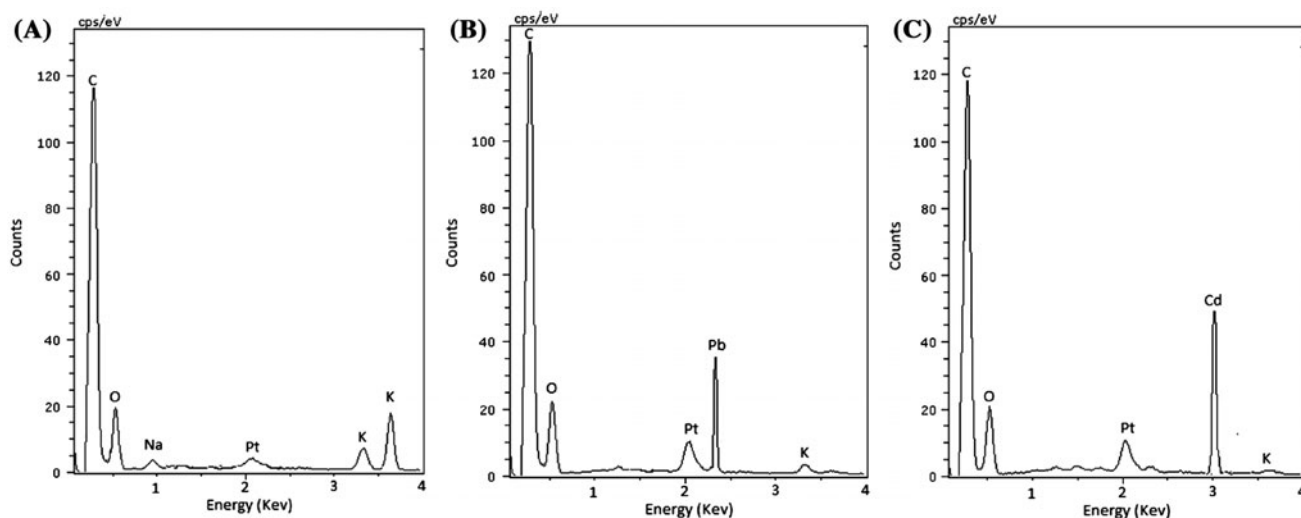 (A)
cps/eV
120
100
80
60
40
20
0
Counts
C
O
Na
Pt
K
K
1
2
3
4
Energy (Kev)
(B)
cps/eV
120
100
80
60
40
20
0
Counts
C
O
Pt
Pb
K
1
2
3
4
Energy (Kev)
(C)
cps/eV
120
100
80
60
40
20
0
Counts
C
O
Pt
Cd
K
1
2
3
4
Energy (Kev)